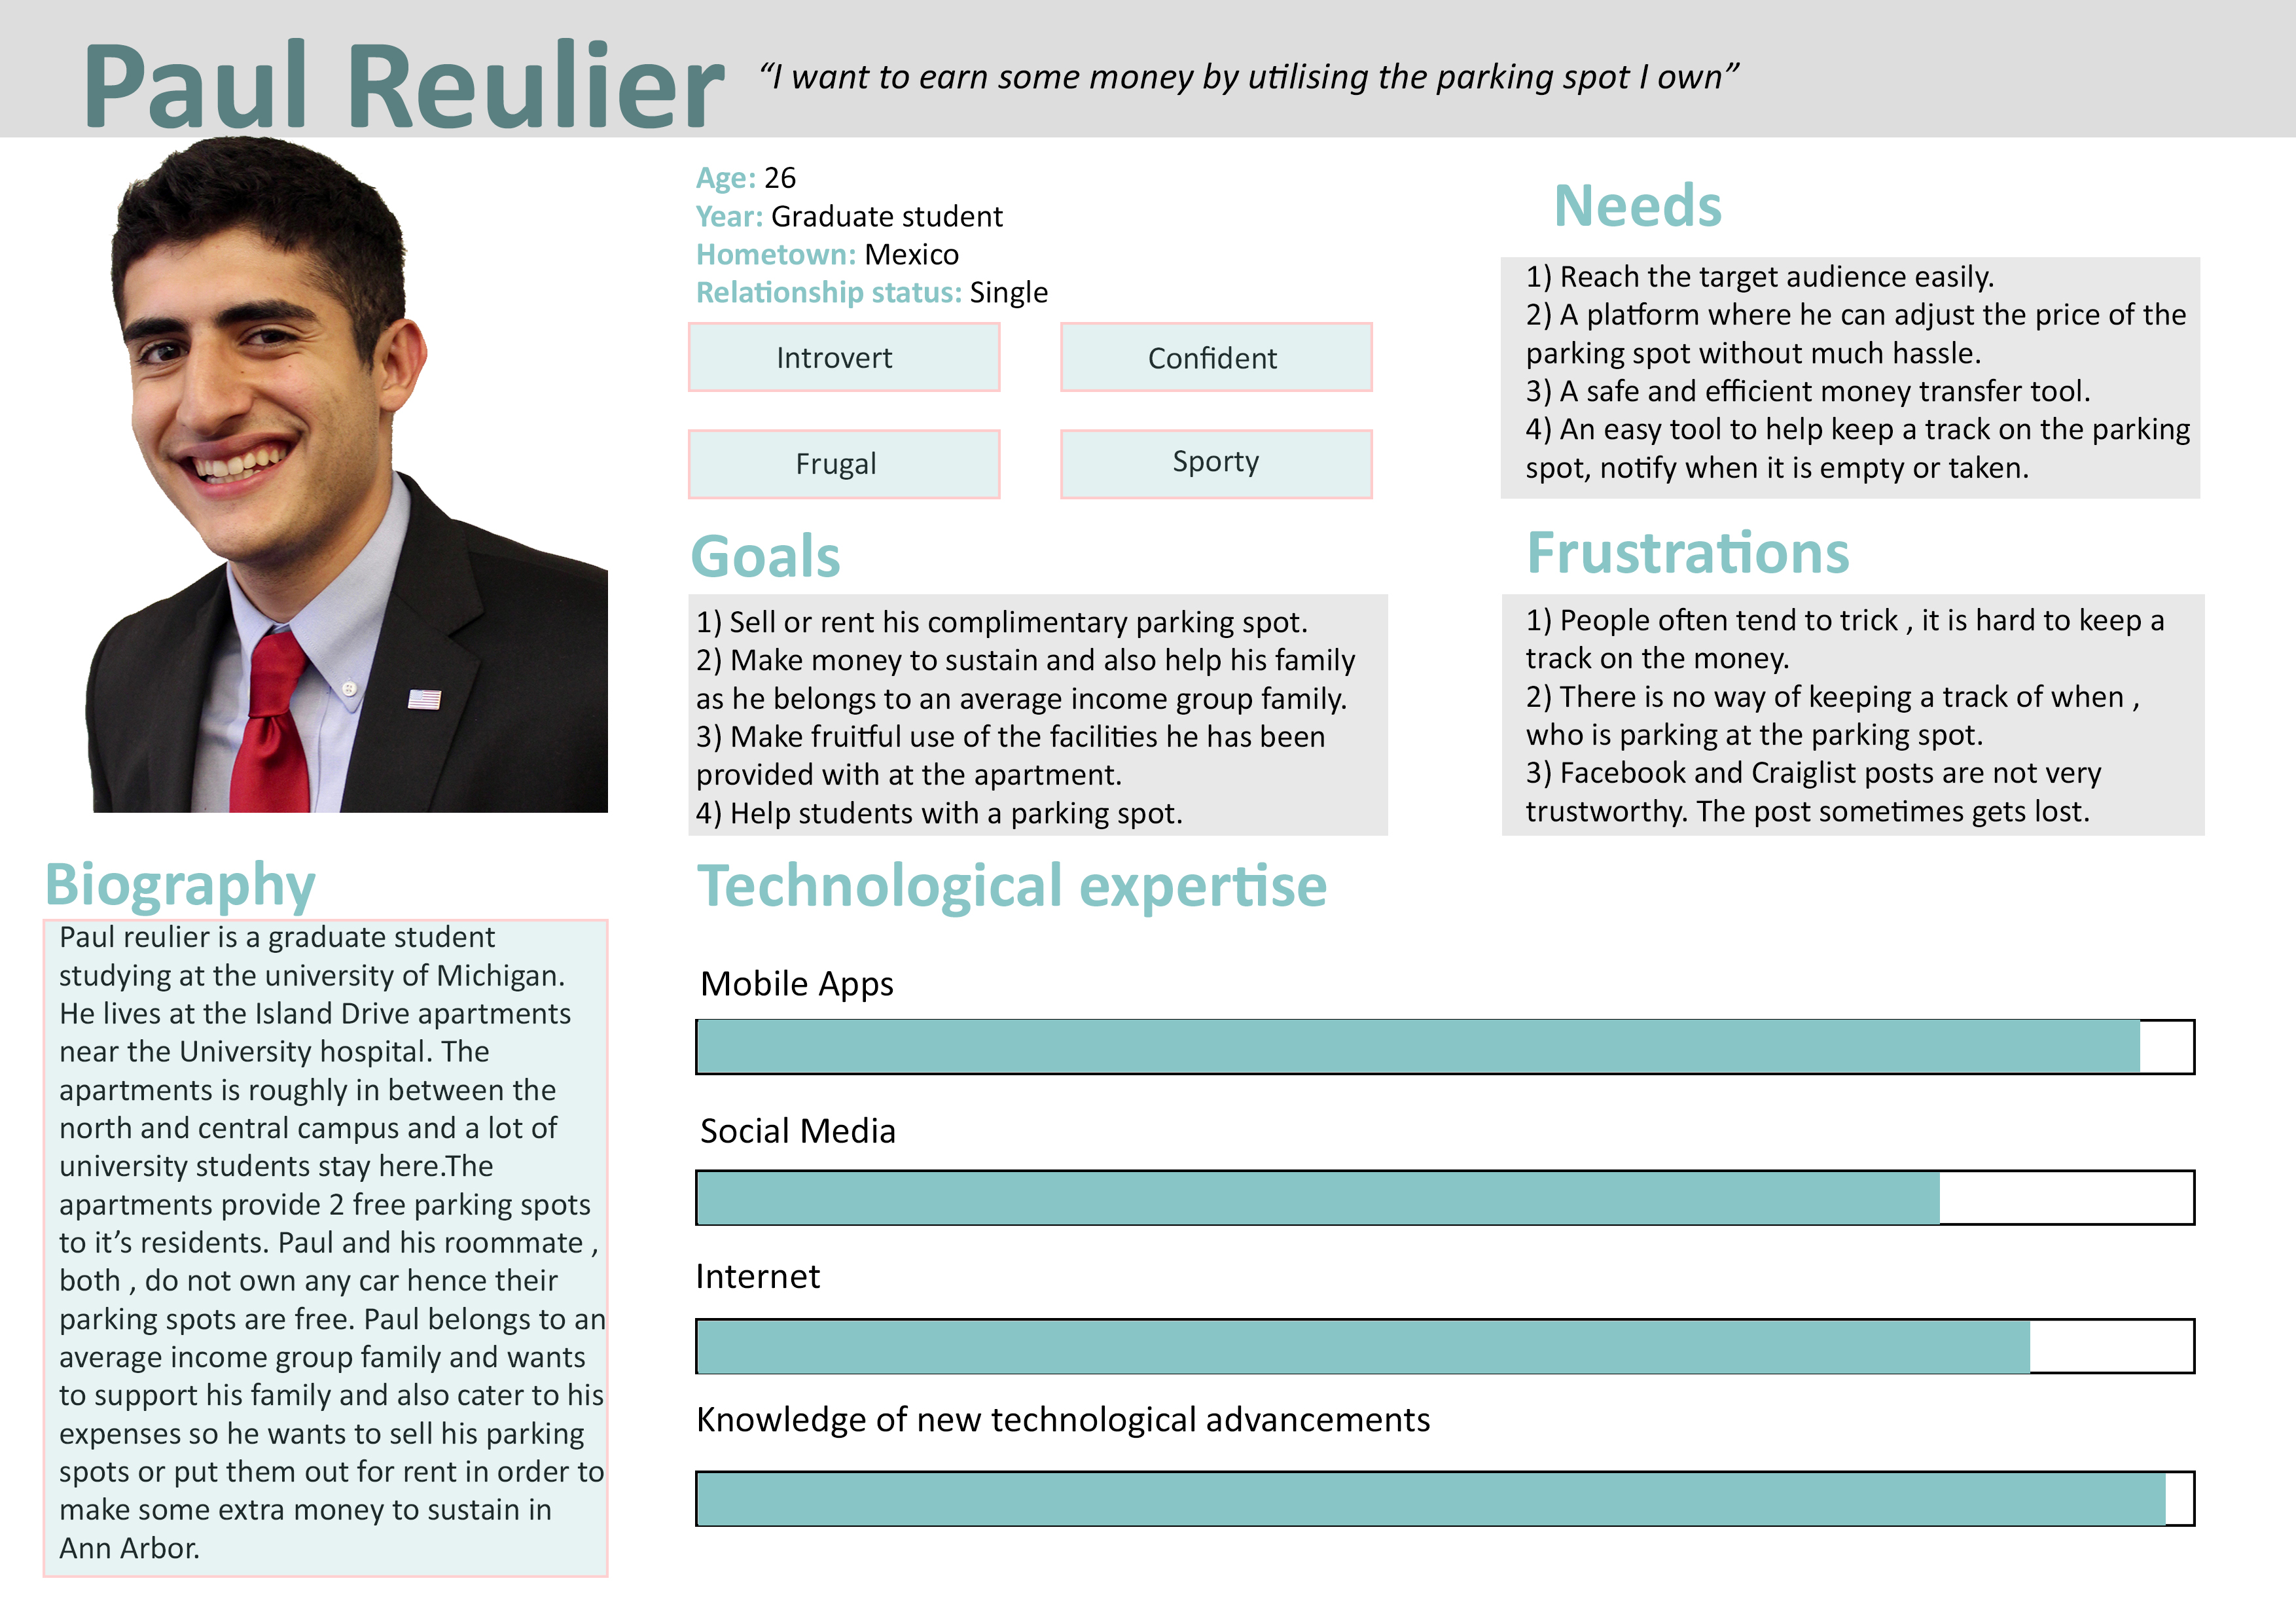 Paul Reulier
“I want to earn some money by utilising the parking spot I own”
Age: 26
Year: Graduate student
Hometown: Mexico
Relationship status: Single
Introvert
Confident
Frugal
Sporty
Needs
1) Reach the target audience easily.
2) A platform where he can adjust the price of the
parking spot without much hassle.
3) A safe and efficient money transfer tool.
4) An easy tool to help keep a track on the parking
spot, notify when it is empty or taken.
Goals
1) Sell or rent his complimentary parking spot.
2) Make money to sustain and also help his family
as he belongs to an average income group family.
3) Make fruitful use of the facilities he has been
provided with at the apartment.
4) Help students with a parking spot.
Frustrations
1) People often tend to trick , it is hard to keep a
track on the money.
2) There is no way of keeping a track of when ,
who is parking at the parking spot.
3) Facebook and Craiglist posts are not very
trustworthy. The post sometimes gets lost.
Biography
Paul reulier is a graduate student
studying at the university of Michigan.
He lives at the Island Drive apartments
near the University hospital. The
apartments is roughly in between the
north and central campus and a lot of
university students stay here.The
apartments provide 2 free parking spots
to it’s residents. Paul and his roommate ,
both , do not own any car hence their
parking spots are free. Paul belongs to an
average income group family and wants
to support his family and also cater to his
expenses so he wants to sell his parking
spots or put them out for rent in order to
make some extra money to sustain in
Ann Arbor.
Technological expertise
Mobile Apps
Social Media
Internet
Knowledge of new technological advancements